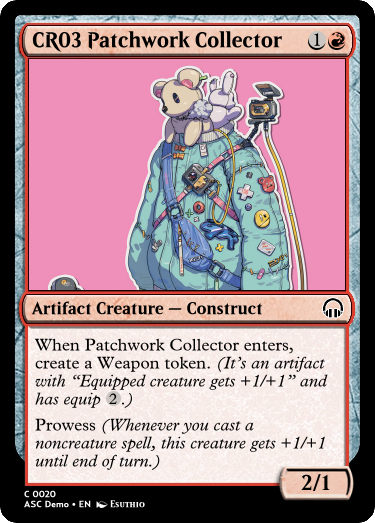 CR03 Patchwork Collector 1
Artifact Creature — Construct
When Patchwork Collector enters,
create a Weapon token. (It's an artifact
with “Equipped creature gets +1/+1” and
has equip 2.)
Prowess (Whenever you cast a
noncreature spell, this creature gets +1/+1
until end of turn.)
2/1
C 0020
ASC Demo • EN Esuthio